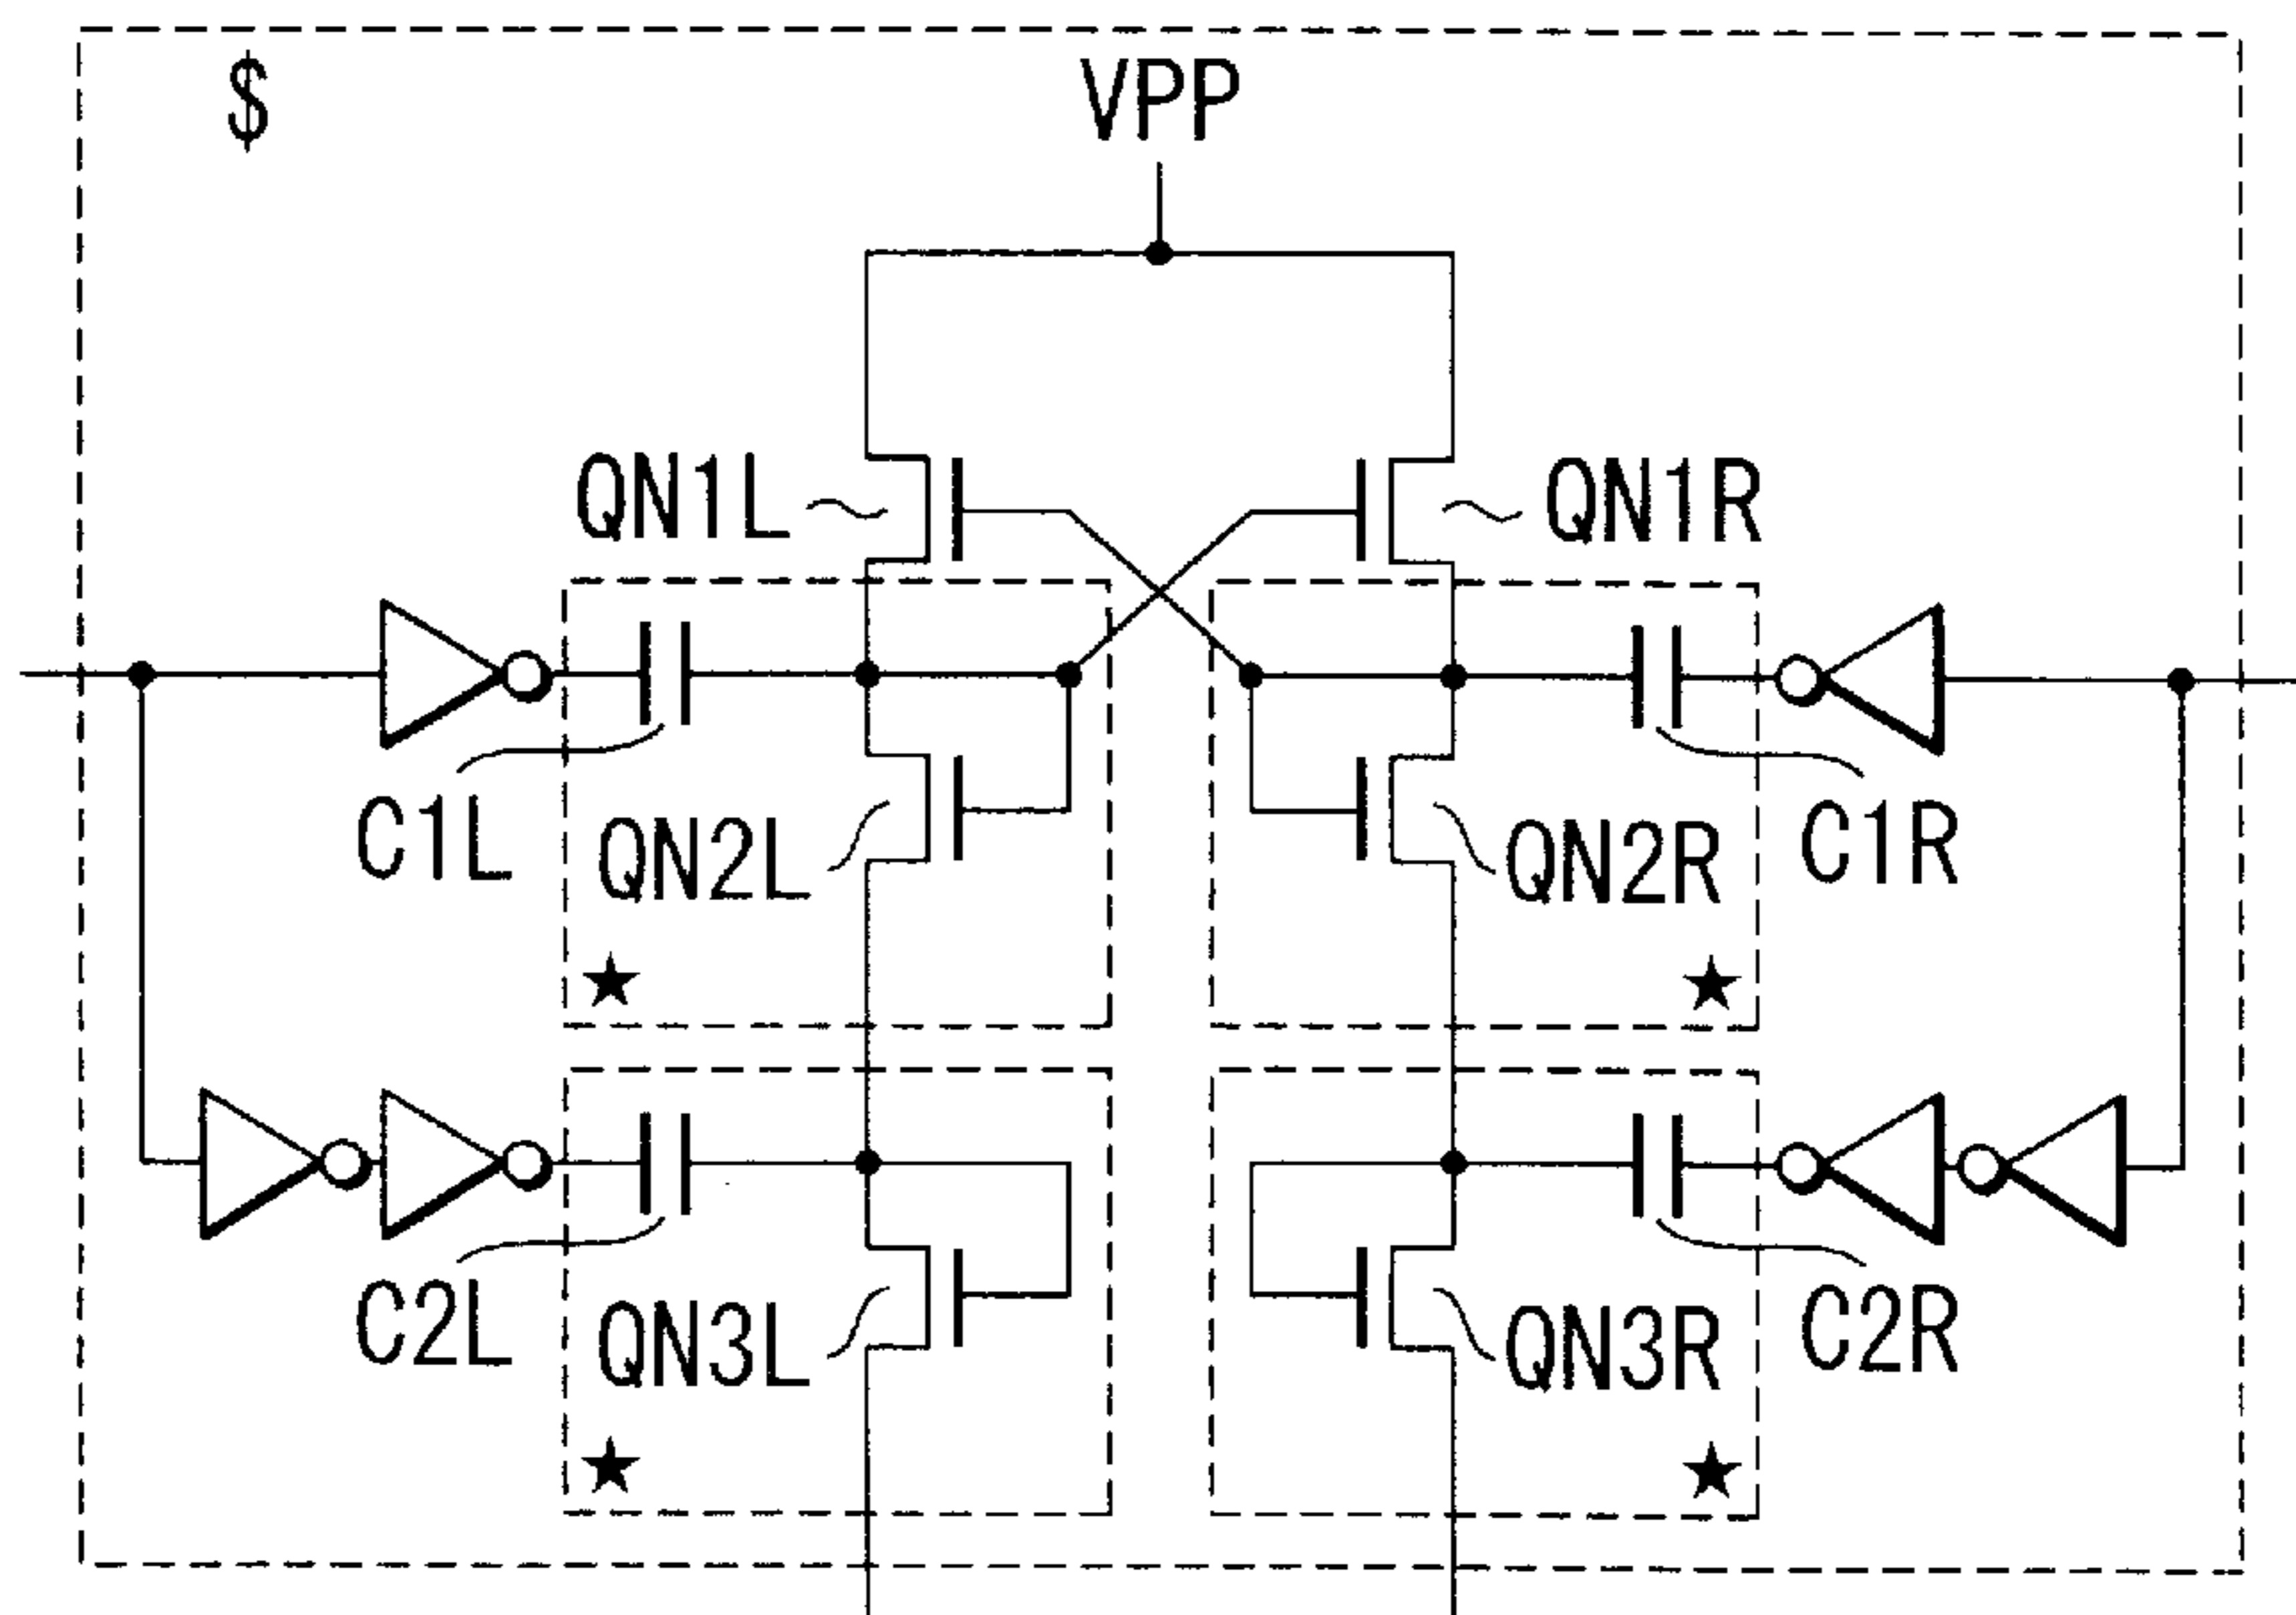 $
VPP
QN1L
QN1R
C1L
QN2L
QN2R
C1R
★
★
C2L
QN3L
QN3R
C2R
★
★